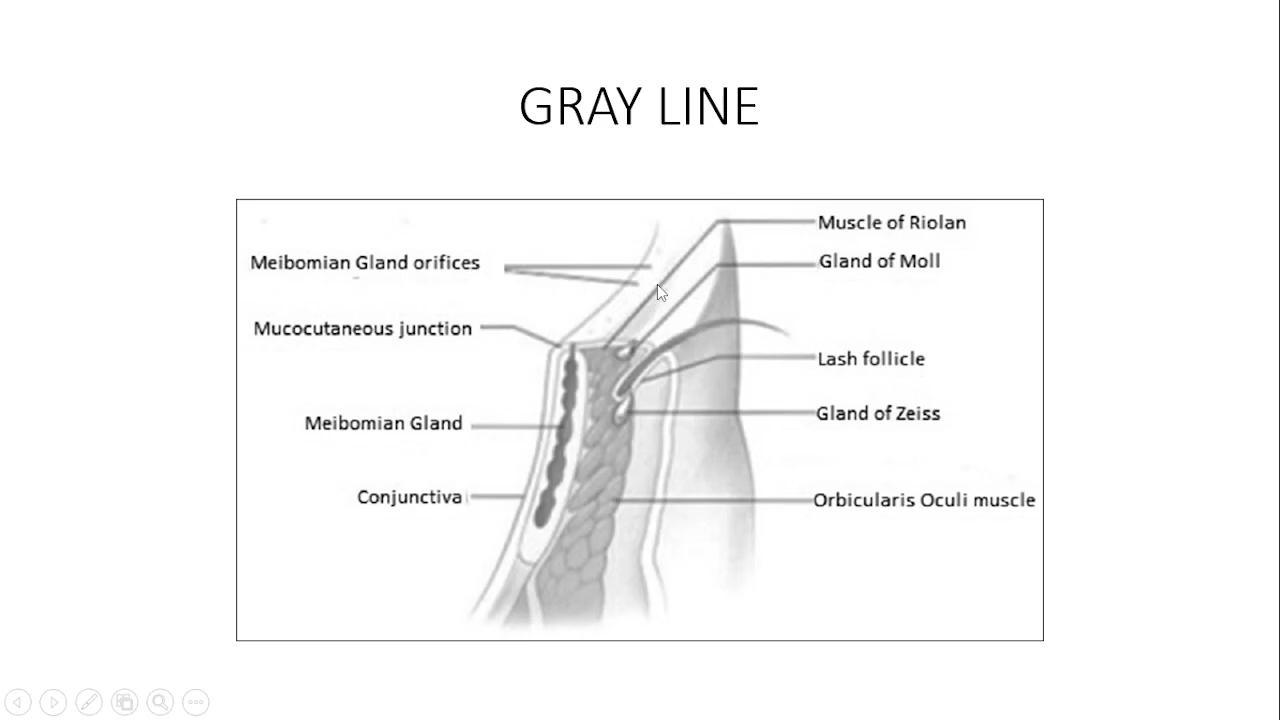 GRAY LINE
Meibomian Gland orifices
Mucocutaneous junction
Meibomian Gland
Conjunctiva
Muscle of Riolan
Gland of Moll
Lash follicle
Gland of Zeiss
Orbicularis Oculi muscle